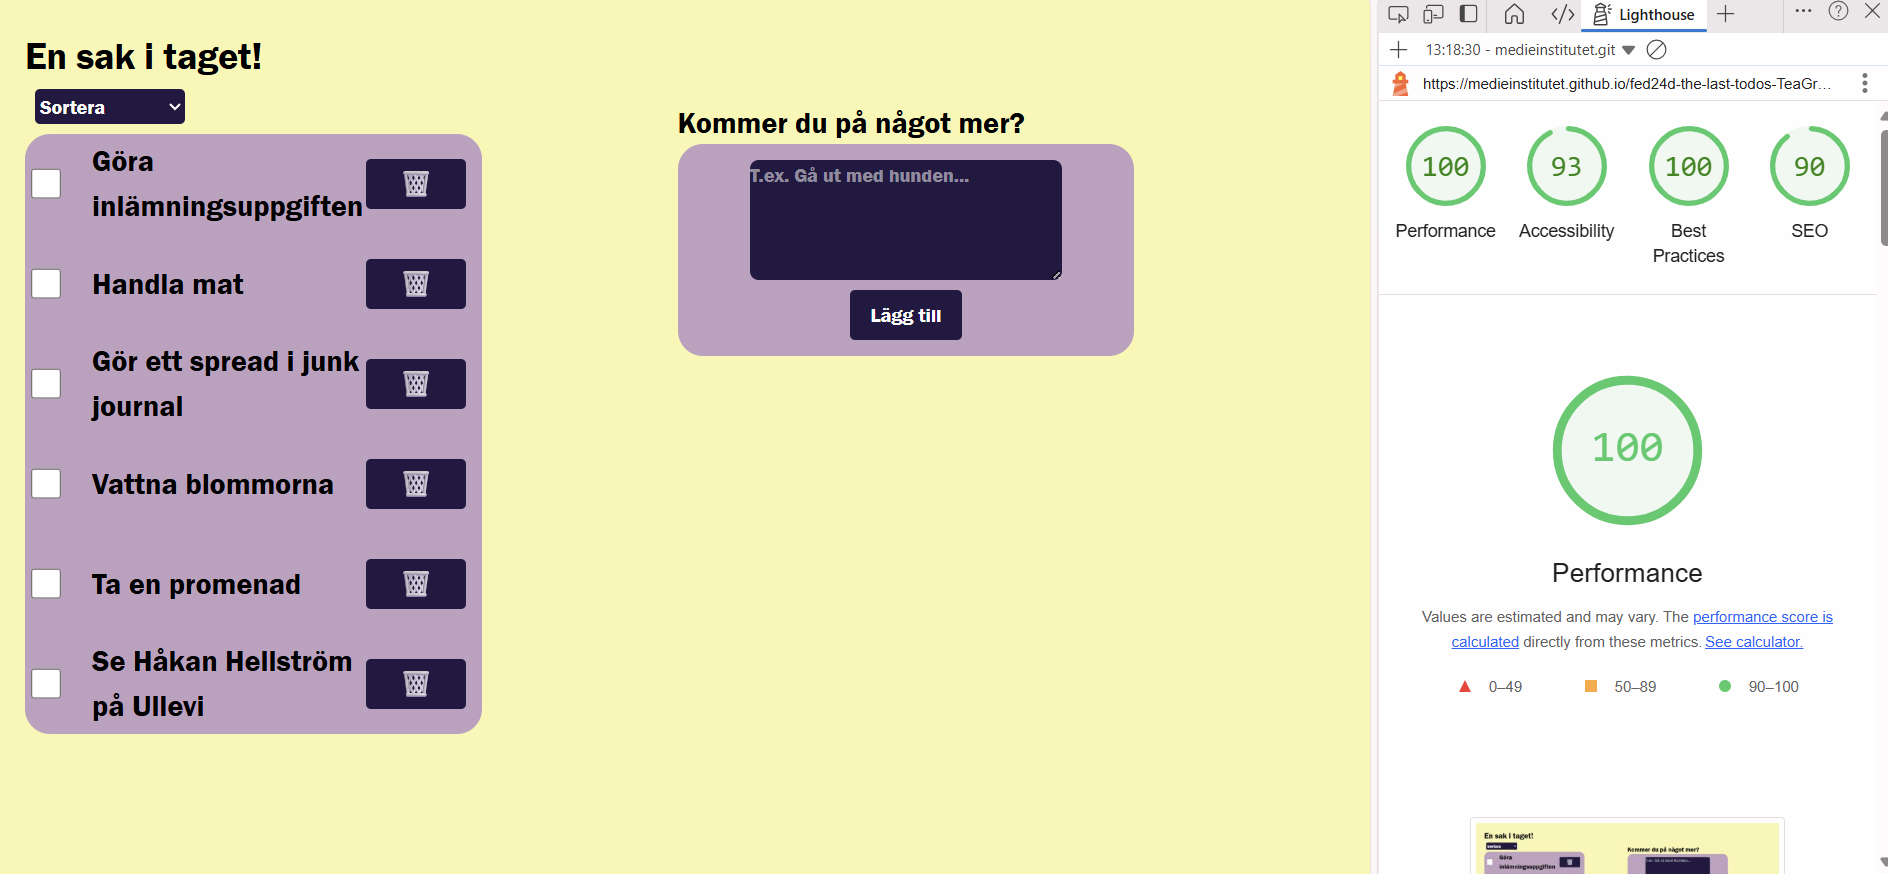 En sak i taget!
Sortera
Göra
inlämningsuppgiften
Handla mat
Gör ett spread i junk
journal
Vattna blommorna
Ta en promenad
Se Håkan Hellström
på Ullevi
Kommer du på något mer?
T.ex. Gå ut med hunden...
Lägg till
Lighthouse
13:18:30 - medieinstitutet.git
https://medieinstitutet.github.io/fed24d-the-last-todos-TeaGr...
100 93 100 90
Performance Accessibility Best Practices SEO
100
Performance
Values are estimated and may vary. The performance score is
calculated directly from these metrics. See calculator.
0–49 50–89 90–100
En sak i taget!
Sortera
Kommer du på något mer?
Göra
inlämningsuppgiften